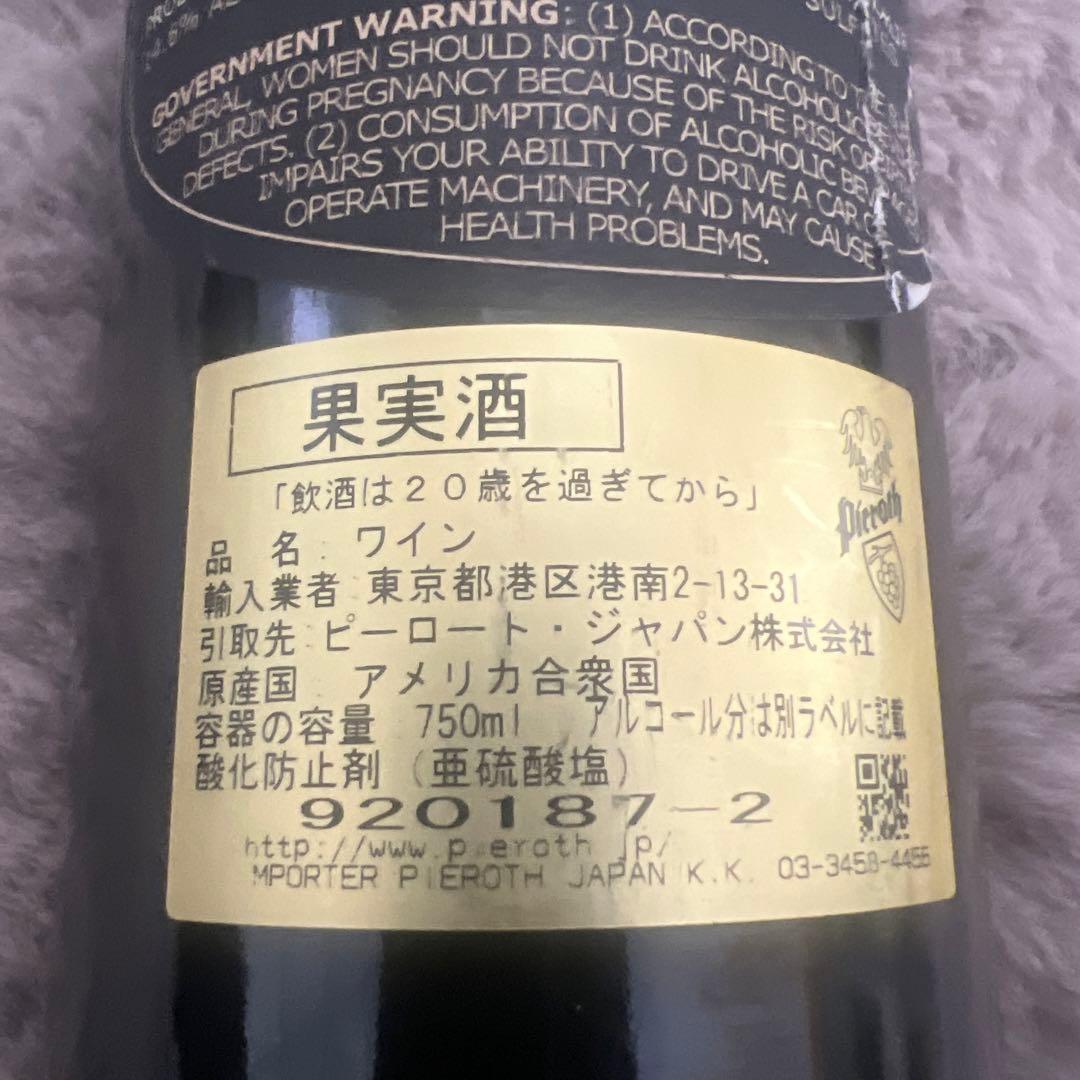 GOVERNMENT WARNING: (1) ACCORDING TO THE
GENERAL, WOMEN SHOULD NOT DRINK ALCOHOLIC
DURING PREGNANCY BECAUSE OF THE RISK OF
DEFECTS. (2) CONSUMPTION OF ALCOHOLIC
IMPAIRS YOUR ABILITY TO DRIVE A CAR
OPERATE MACHINERY, AND MAY CAUSE
HEALTH PROBLEMS.
果実酒
「飲酒は20歳を過ぎてから」
Pieroth
品 名 : ワイン
輸入業者 東京都港区港南2-13-31
引取先 ピーロート・ジャパン株式会社
原産国 アメリカ合衆国
容器の容量 750ml アルコール分は別ラベルに記載
酸化防止剤 (亜硫酸塩)
920187-2
http://www.p eroth jp/
MPORTER PIEROTH JAPAN K.K. 03-3458-4455